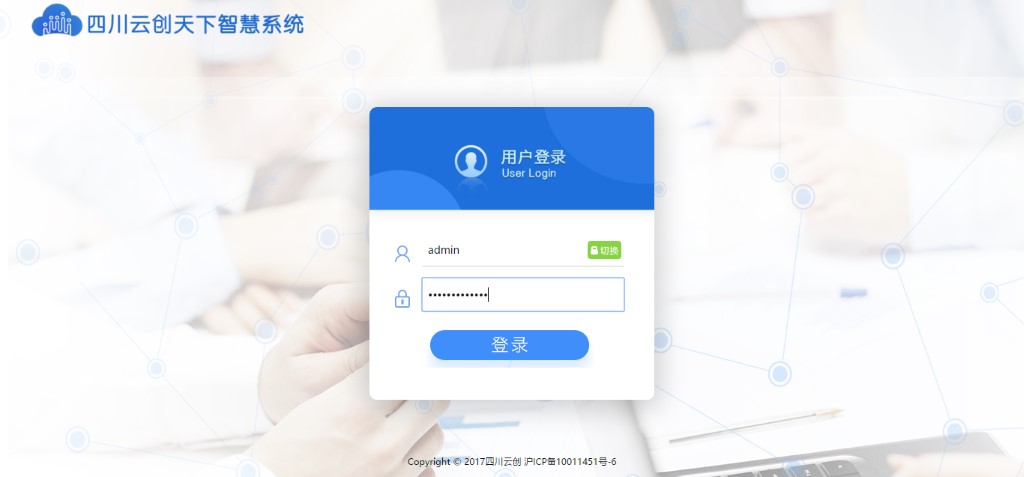 四川云创天下智慧系统
用户登录
User Login
admin
切换
•••••••••••••
登录
Copyright © 2017四川云创 沪ICP备10011451号-6